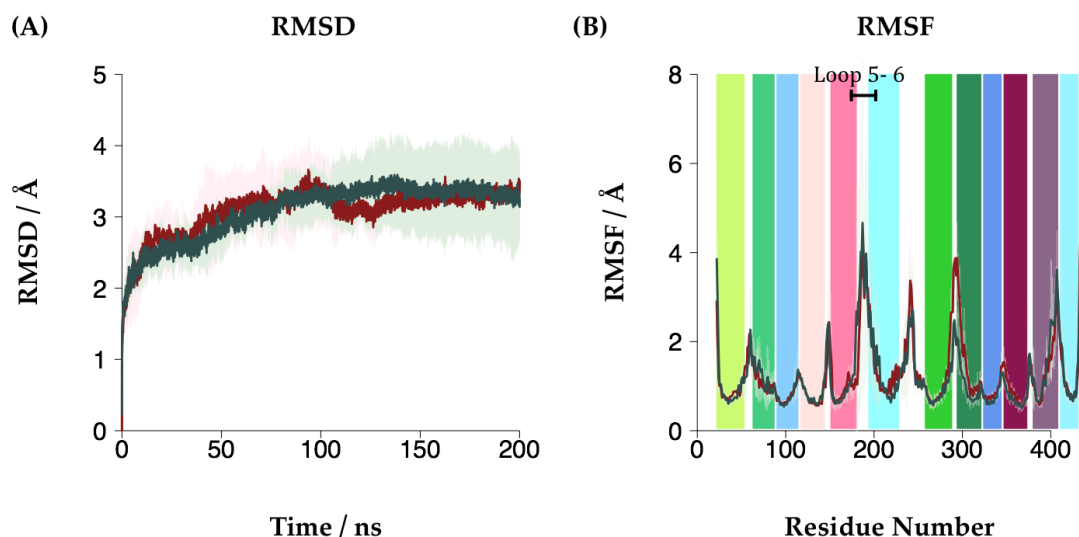 (A)
RMSD
5
4
3
2
1
0
RMSD / Å
0 50 100 150 200
Time / ns
(B)
RMSF
Loop 5- 6
8
6
4
2
0
RMSF / Å
0 100 200 300 400
Residue Number